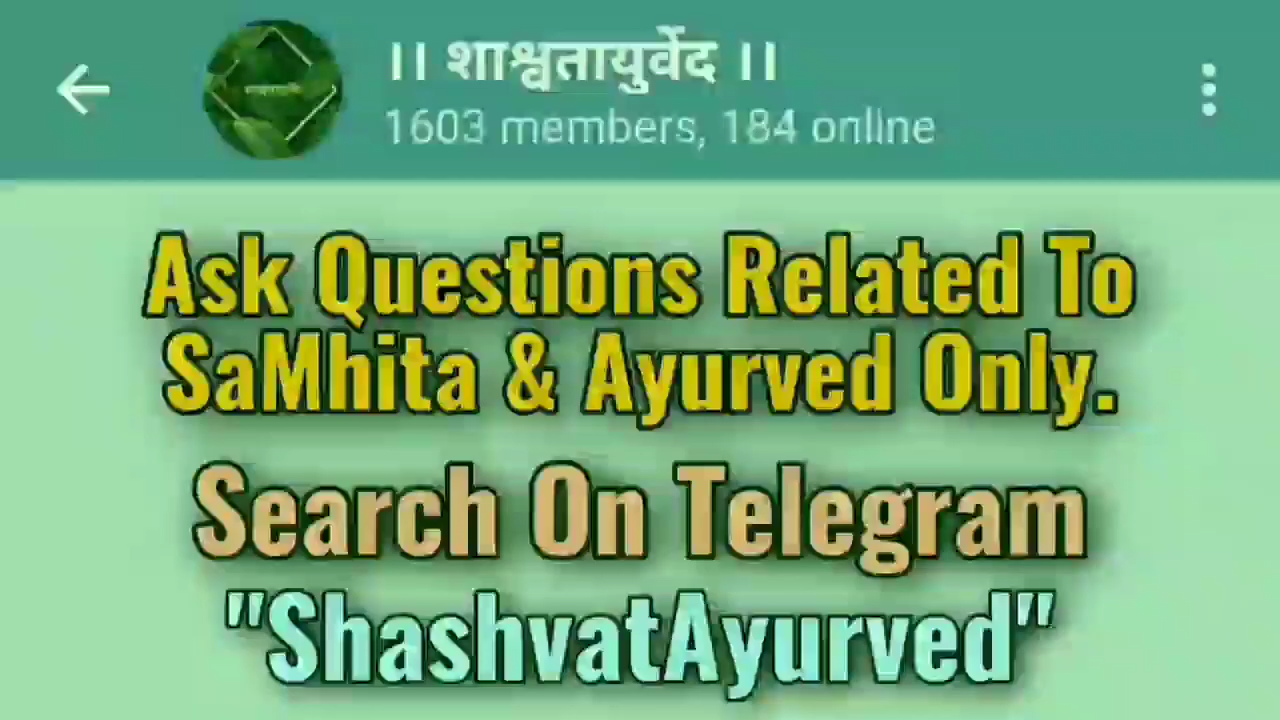 ।। शाश्वतायुर्वेद ।।
1603 members, 184 online
Ask Questions Related To
SaMhita & Ayurved Only.
Search On Telegram
"ShashvatAyurved"